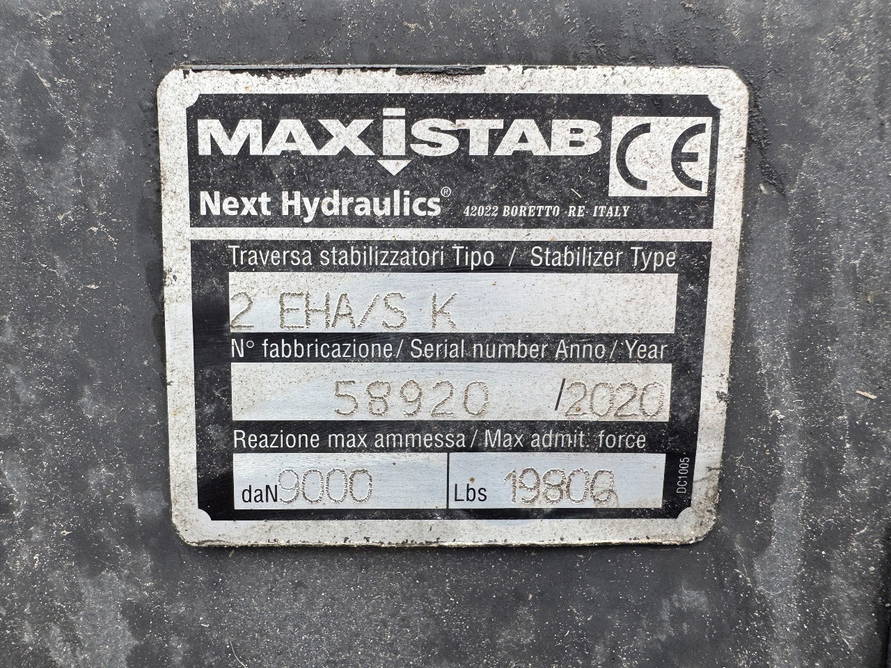 MAXiSTAB CE
Next Hydraulics® 42022 BORETTO - RE - ITALY
Traversa stabilizzatori Tipo / Stabilizer Type
2 EHA/S K
N° fabbricazione / Serial number Anno / Year
58920 /2020
Reazione max ammessa / Max admit. force
daN 9000 Lbs 19800
DC1005